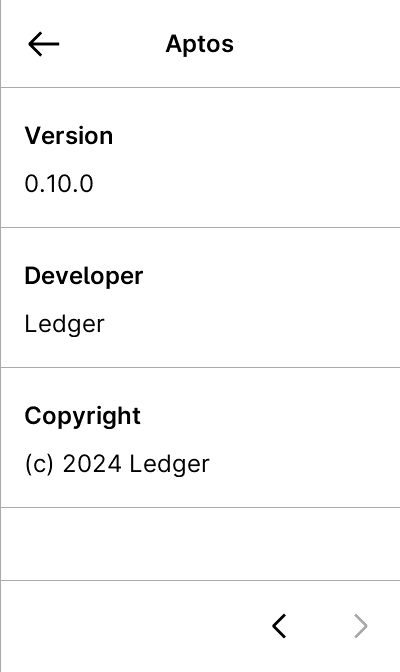 Aptos
Version
0.10.0
Developer
Ledger
Copyright
(c) 2024 Ledger